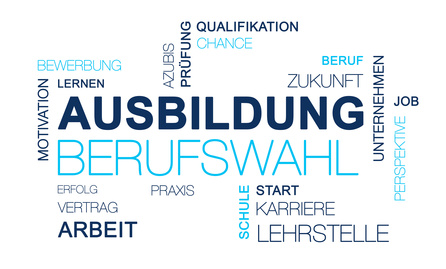 QUALIFIKATION
CHANCE
PRÜFUNG
AZUBIS
BEWERBUNG
LERNEN
MOTIVATION
BERUF
ZUKUNFT
UNTERNEHMEN
JOB
PERSPEKTIVE
AUSBILDUNG
BERUFSWAHL
ERFOLG
PRAXIS
VERTRAG
ARBEIT
SCHULE
START
KARRIERE
LEHRSTELLE